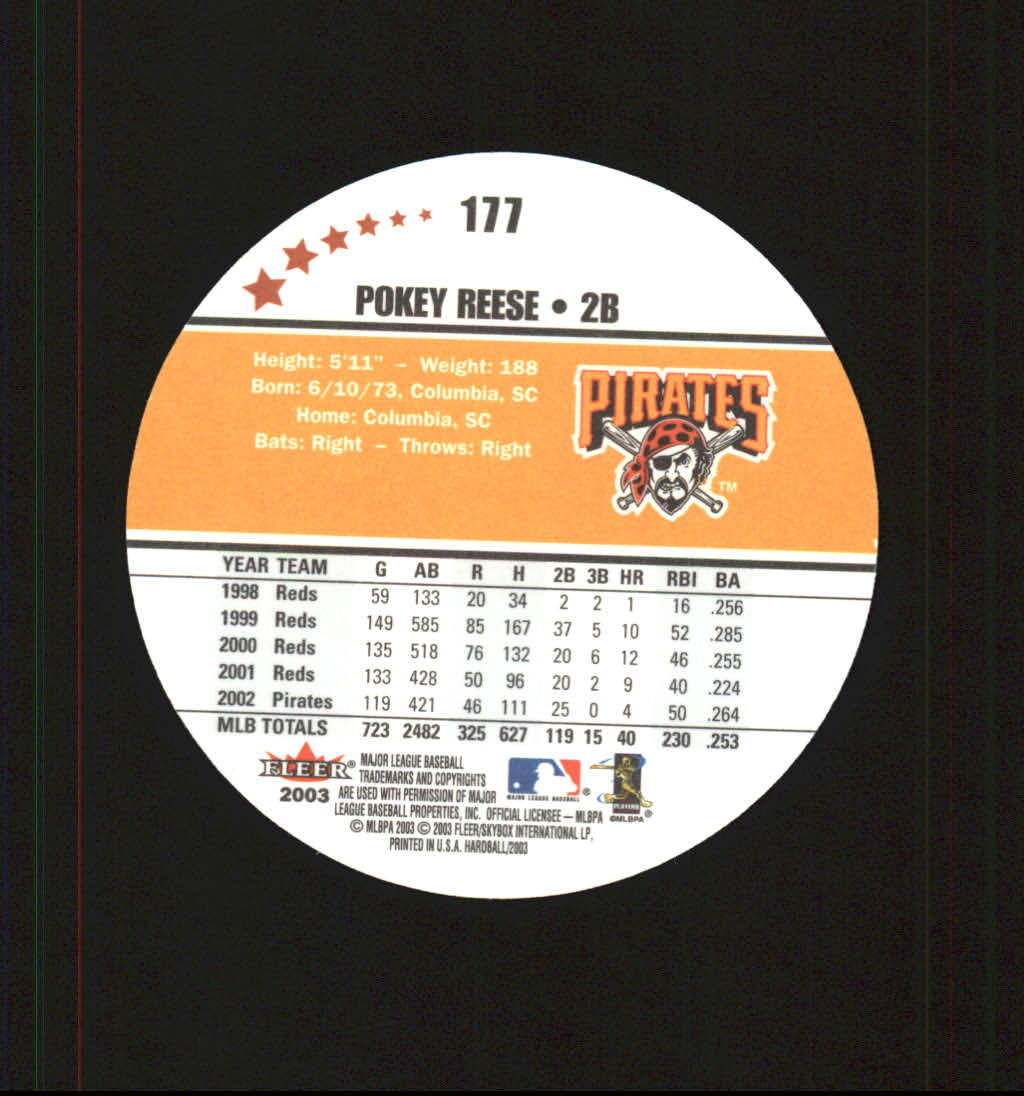 177
POKEY REESE • 2B
Height: 5'11" – Weight: 188
Born: 6/10/73, Columbia, SC
Home: Columbia, SC
Bats: Right – Throws: Right
PIRATES
TM
YEAR TEAM G AB R H 2B 3B HR RBI BA
1998 Reds 59 133 20 34 2 2 1 16 .256
1999 Reds 149 585 85 167 37 5 10 52 .285
2000 Reds 135 518 76 132 20 6 12 46 .255
2001 Reds 133 428 50 96 20 2 9 40 .224
2002 Pirates 119 421 46 111 25 0 4 50 .264
MLB TOTALS 723 2482 325 627 119 15 40 230 .253
FLEER®
2003
MAJOR LEAGUE BASEBALL
TRADEMARKS AND COPYRIGHTS
ARE USED WITH PERMISSION OF MAJOR
LEAGUE BASEBALL PROPERTIES, INC. OFFICIAL LICENSEE — MLBPA
© MLBPA 2003 © 2003 FLEER/SKYBOX INTERNATIONAL LP,
PRINTED IN U.S.A. HARDBALL/2003
MAJOR LEAGUE BASEBALL ®
PLAYERS
©MLBPA ®